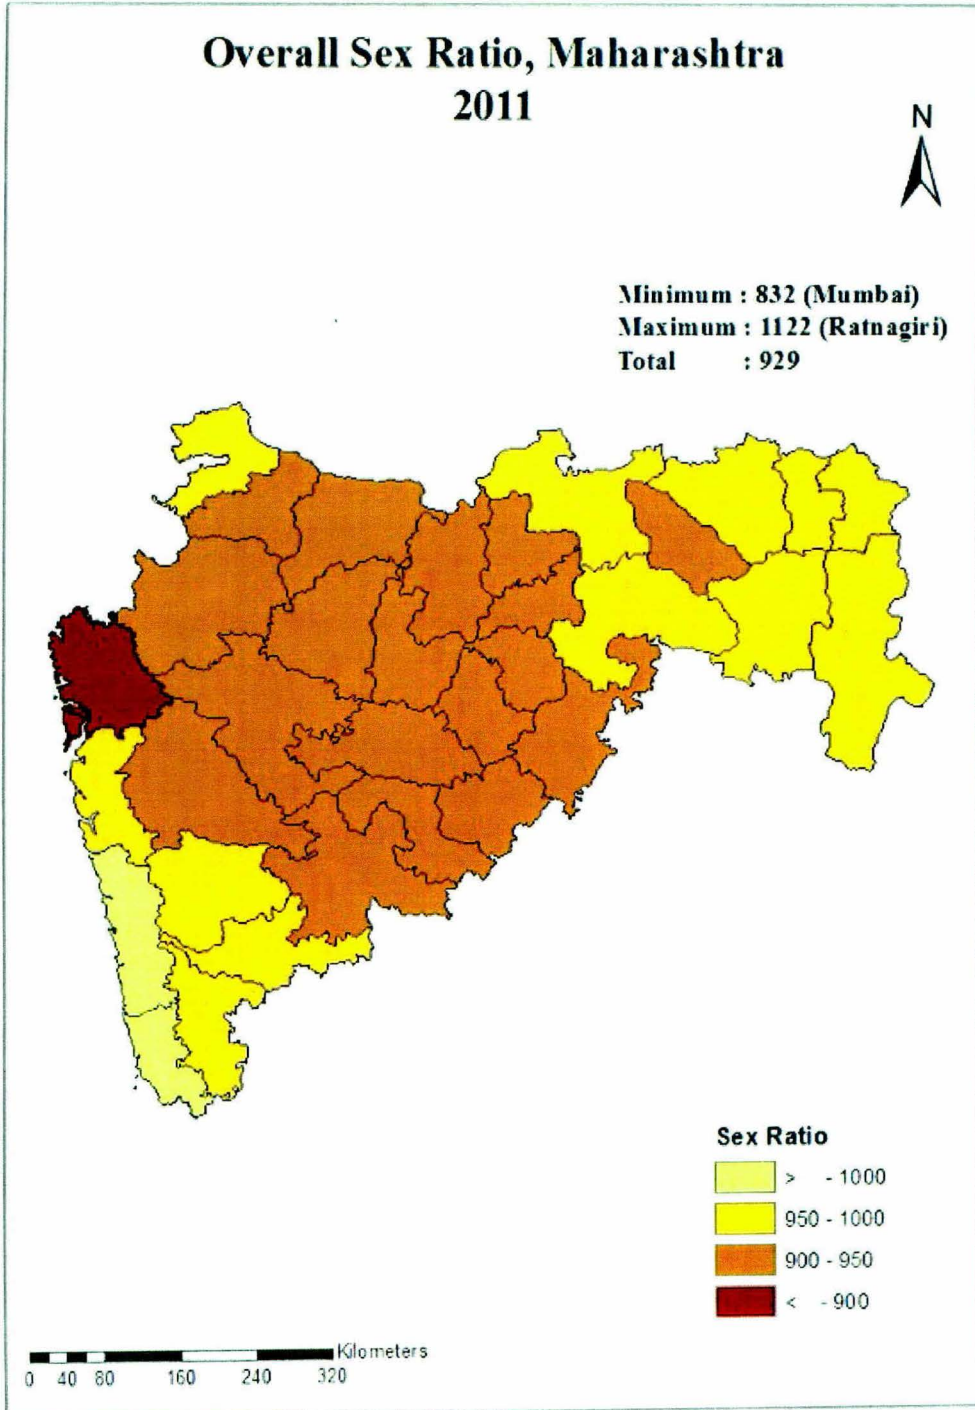 Overall Sex Ratio, Maharashtra
2011
N
Minimum : 832 (Mumbai)
Maximum : 1122 (Ratnagiri)
Total : 929
Sex Ratio
> - 1000
950 - 1000
900 - 950
< - 900
Kilometers
0 40 80 160 240 320